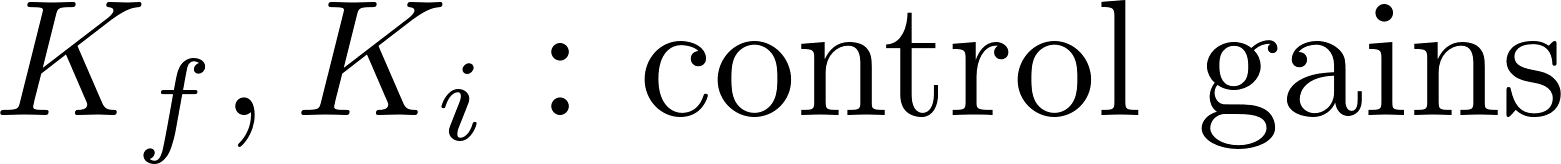 K_f, K_i : control gains